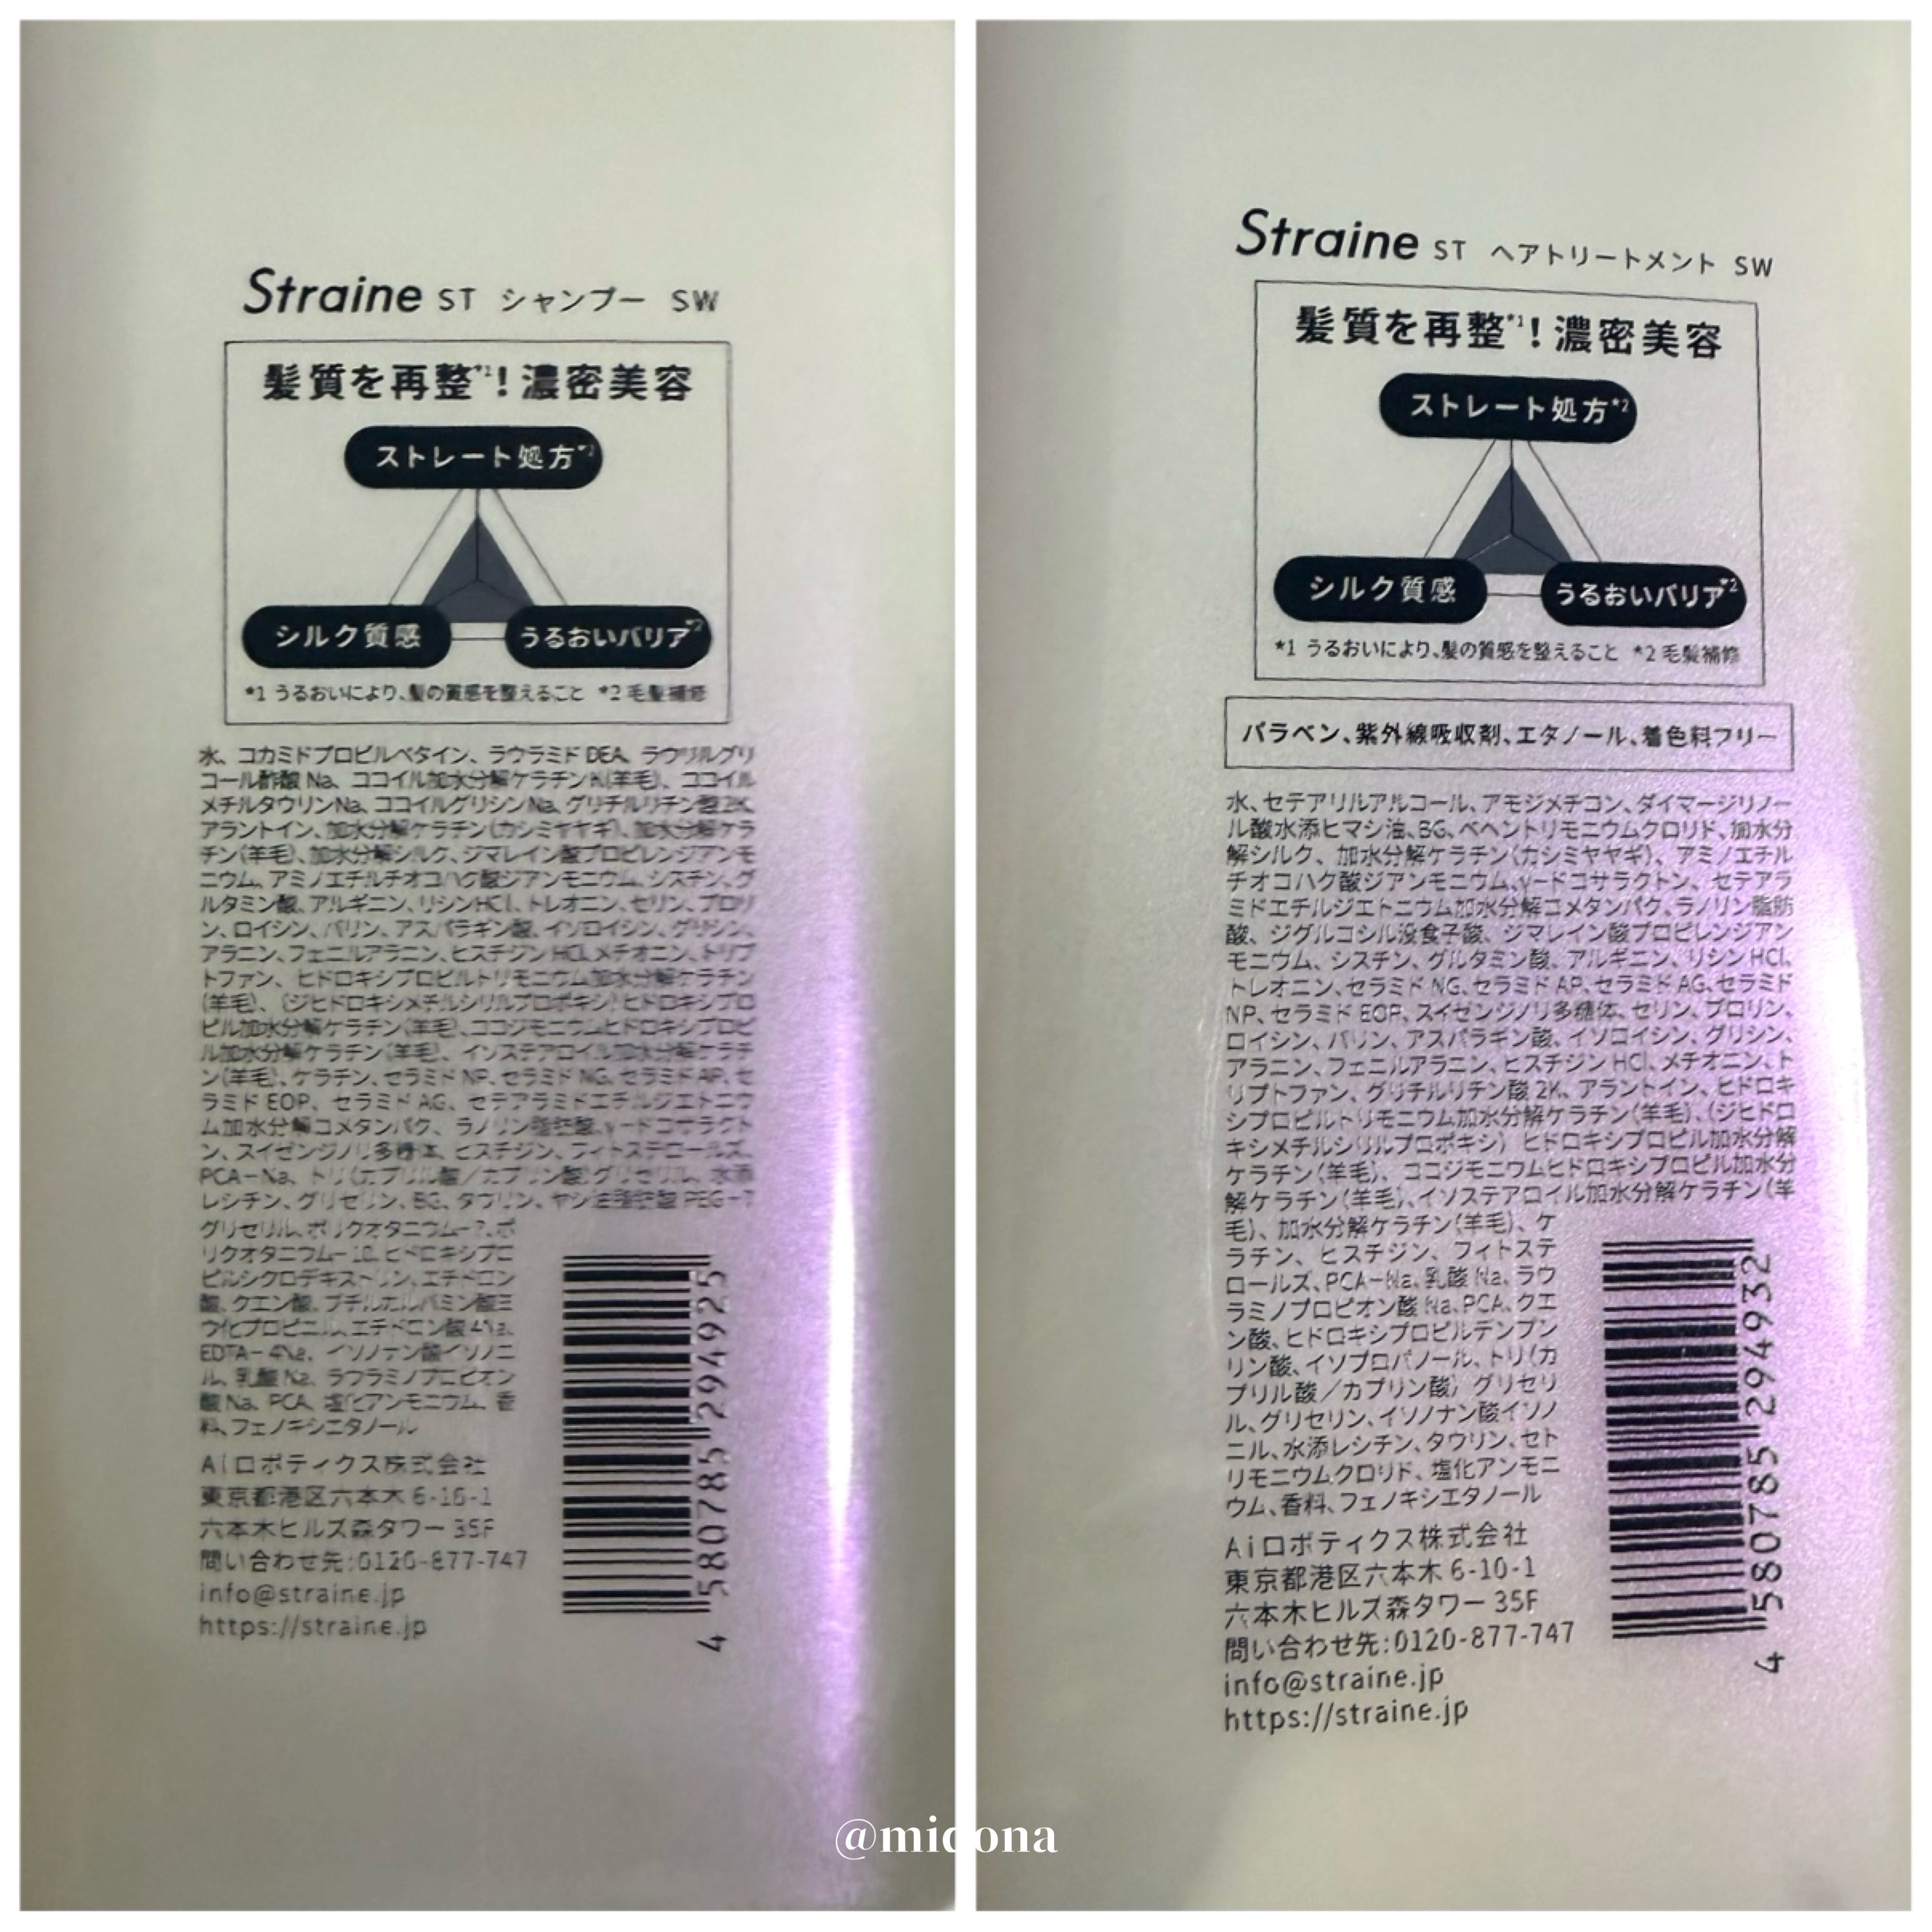 Straine ST シャンプー SW
髪質を再整*1！濃密美容
ストレート処方*2
シルク質感
うるおいバリア*2
*1 うるおいにより、髪の質感を整えること *2 毛髪補修
水、コカミドプロピルベタイン、ラウラミド DEA、ラウリルグリ
コール酢酸 Na、ココイル加水分解ケラチンK(羊毛)、ココイル
メチルタウリンNa、ココイルグリシンNa、グリチルリチン酸2K、
アラントイン、加水分解ケラチン(カシミヤヤギ)、加水分解ケラ
チン(羊毛)、加水分解シルク、ジマレイン酸プロピレンジアンモ
ニウム、アミノエチルチオコハク酸ジアンモニウム、シスチン、グ
ルタミン酸、アルギニン、リシンHCl、トレオニン、セリン、プロリ
ン、ロイシン、バリン、アスパラギン酸、イソロイシン、グリシン、
アラニン、フェニルアラニン、ヒスチジン HCl、メチオニン、トリプ
トファン、ヒドロキシプロピルトリモニウム加水分解ケラチン
(羊毛)、(ジヒドロキシメチルシリルプロポキシ)ヒドロキシプロ
ピル加水分解ケラチン(羊毛)、ココジモニウムヒドロキシプロピ
ル加水分解ケラチン(羊毛)、イソステアロイル加水分解ケラチ
ン(羊毛)、ケラチン、セラミド NP、セラミド NG、セラミド AP、セ
ラミド EOP、セラミド AG、セテアラミドエチルジエトニウ
ム加水分解コメタンパク、ラノリン脂肪酸、γードコサラクト
ン、スイゼンジノリ多糖体、ヒスチジン、フィトステロールズ、
PCA－Na、トリ(カプリル酸／カプリン酸)グリセリル、水添
レシチン、グリセリン、BG、タウリン、ヤシ油脂肪酸 PEG－7
グリセリル、ポリクオタニウム－7、ポ
リクオタニウム－10、ヒドロキシプロ
ピルシクロデキストリン、エチドロン
酸、クエン酸、ブチルカルバミン酸ヨ
ウ化プロピニル、エチドロン酸 4Na、
EDTA－4Na、イソノナン酸イソノニ
ル、乳酸 Na、ラウラミノプロピオン
酸 Na、PCA、塩化アンモニウム、香
料、フェノキシエタノール
Aiロボティクス株式会社
東京都港区六本木 6-10-1
六本木ヒルズ森タワー 35F
問い合わせ先:0120-877-747
info@straine.jp
https://straine.jp
4 580785 294925
Straine ST ヘアトリートメント SW
髪質を再整*1！濃密美容
ストレート処方*2
シルク質感
うるおいバリア*2
*1 うるおいにより、髪の質感を整えること *2 毛髪補修
パラベン、紫外線吸収剤、エタノール、着色料フリー
水、セテアリルアルコール、アモジメチコン、ダイマージリノー
ル酸水添ヒマシ油、BG、ベヘントリモニウムクロリド、加水分
解シルク、加水分解ケラチン(カシミヤヤギ)、アミノエチル
チオコハク酸ジアンモニウム、γードコサラクトン、セテアラ
ミドエチルジエトニウム加水分解コメタンパク、ラノリン脂肪
酸、ジグルコシル没食子酸、ジマレイン酸プロピレンジアン
モニウム、シスチン、グルタミン酸、アルギニン、リシン HCl、
トレオニン、セラミド NG、セラミド AP、セラミド AG、セラミド
NP、セラミド EOP、スイゼンジノリ多糖体、セリン、プロリン、
ロイシン、バリン、アスパラギン酸、イソロイシン、グリシン、
アラニン、フェニルアラニン、ヒスチジン HCl、メチオニン、ト
リプトファン、グリチルリチン酸 2K、アラントイン、ヒドロキ
シプロピルトリモニウム加水分解ケラチン(羊毛)、(ジヒドロ
キシメチルシリルプロポキシ) ヒドロキシプロピル加水分解
ケラチン(羊毛)、ココジモニウムヒドロキシプロピル加水分
解ケラチン(羊毛)、イソステアロイル加水分解ケラチン(羊
毛)、加水分解ケラチン(羊毛)、ケ
ラチン、ヒスチジン、フィトステ
ロールズ、PCA－Na、乳酸 Na、ラウ
ラミノプロピオン酸 Na、PCA、クエ
ン酸、ヒドロキシプロピルデンプン
リン酸、イソプロパノール、トリ(カ
プリル酸／カプリン酸) グリセリ
ル、グリセリン、イソノナン酸イソノ
ニル、水添レシチン、タウリン、セト
リモニウムクロリド、塩化アンモニ
ウム、香料、フェノキシエタノール
Aiロボティクス株式会社
東京都港区六本木 6-10-1
六本木ヒルズ森タワー 35F
問い合わせ先:0120-877-747
info@straine.jp
https://straine.jp
4 580785 294932
@midona